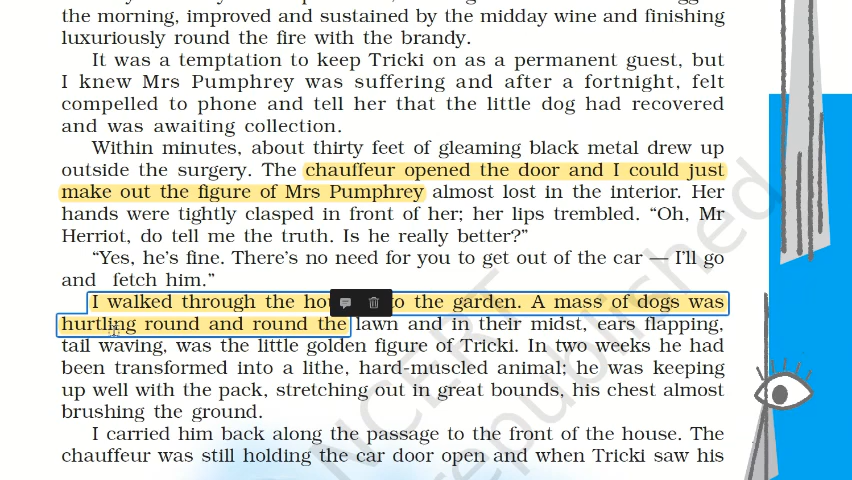 the morning, improved and sustained by the midday wine and finishing
luxuriously round the fire with the brandy.
It was a temptation to keep Tricki on as a permanent guest, but
I knew Mrs Pumphrey was suffering and after a fortnight, felt
compelled to phone and tell her that the little dog had recovered
and was awaiting collection.
Within minutes, about thirty feet of gleaming black metal drew up
outside the surgery. The chauffeur opened the door and I could just
make out the figure of Mrs Pumphrey almost lost in the interior. Her
hands were tightly clasped in front of her; her lips trembled. “Oh, Mr
Herriot, do tell me the truth. Is he really better?”
“Yes, he’s fine. There’s no need for you to get out of the car — I’ll go
and fetch him.”
I walked through the to the garden. A mass of dogs was
hurtling round and round the lawn and in their midst, ears flapping,
tail waving, was the little golden figure of Tricki. In two weeks he had
been transformed into a lithe, hard-muscled animal; he was keeping
up well with the pack, stretching out in great bounds, his chest almost
brushing the ground.
I carried him back along the passage to the front of the house. The
chauffeur was still holding the car door open and when Tricki saw his
NCERT
republished